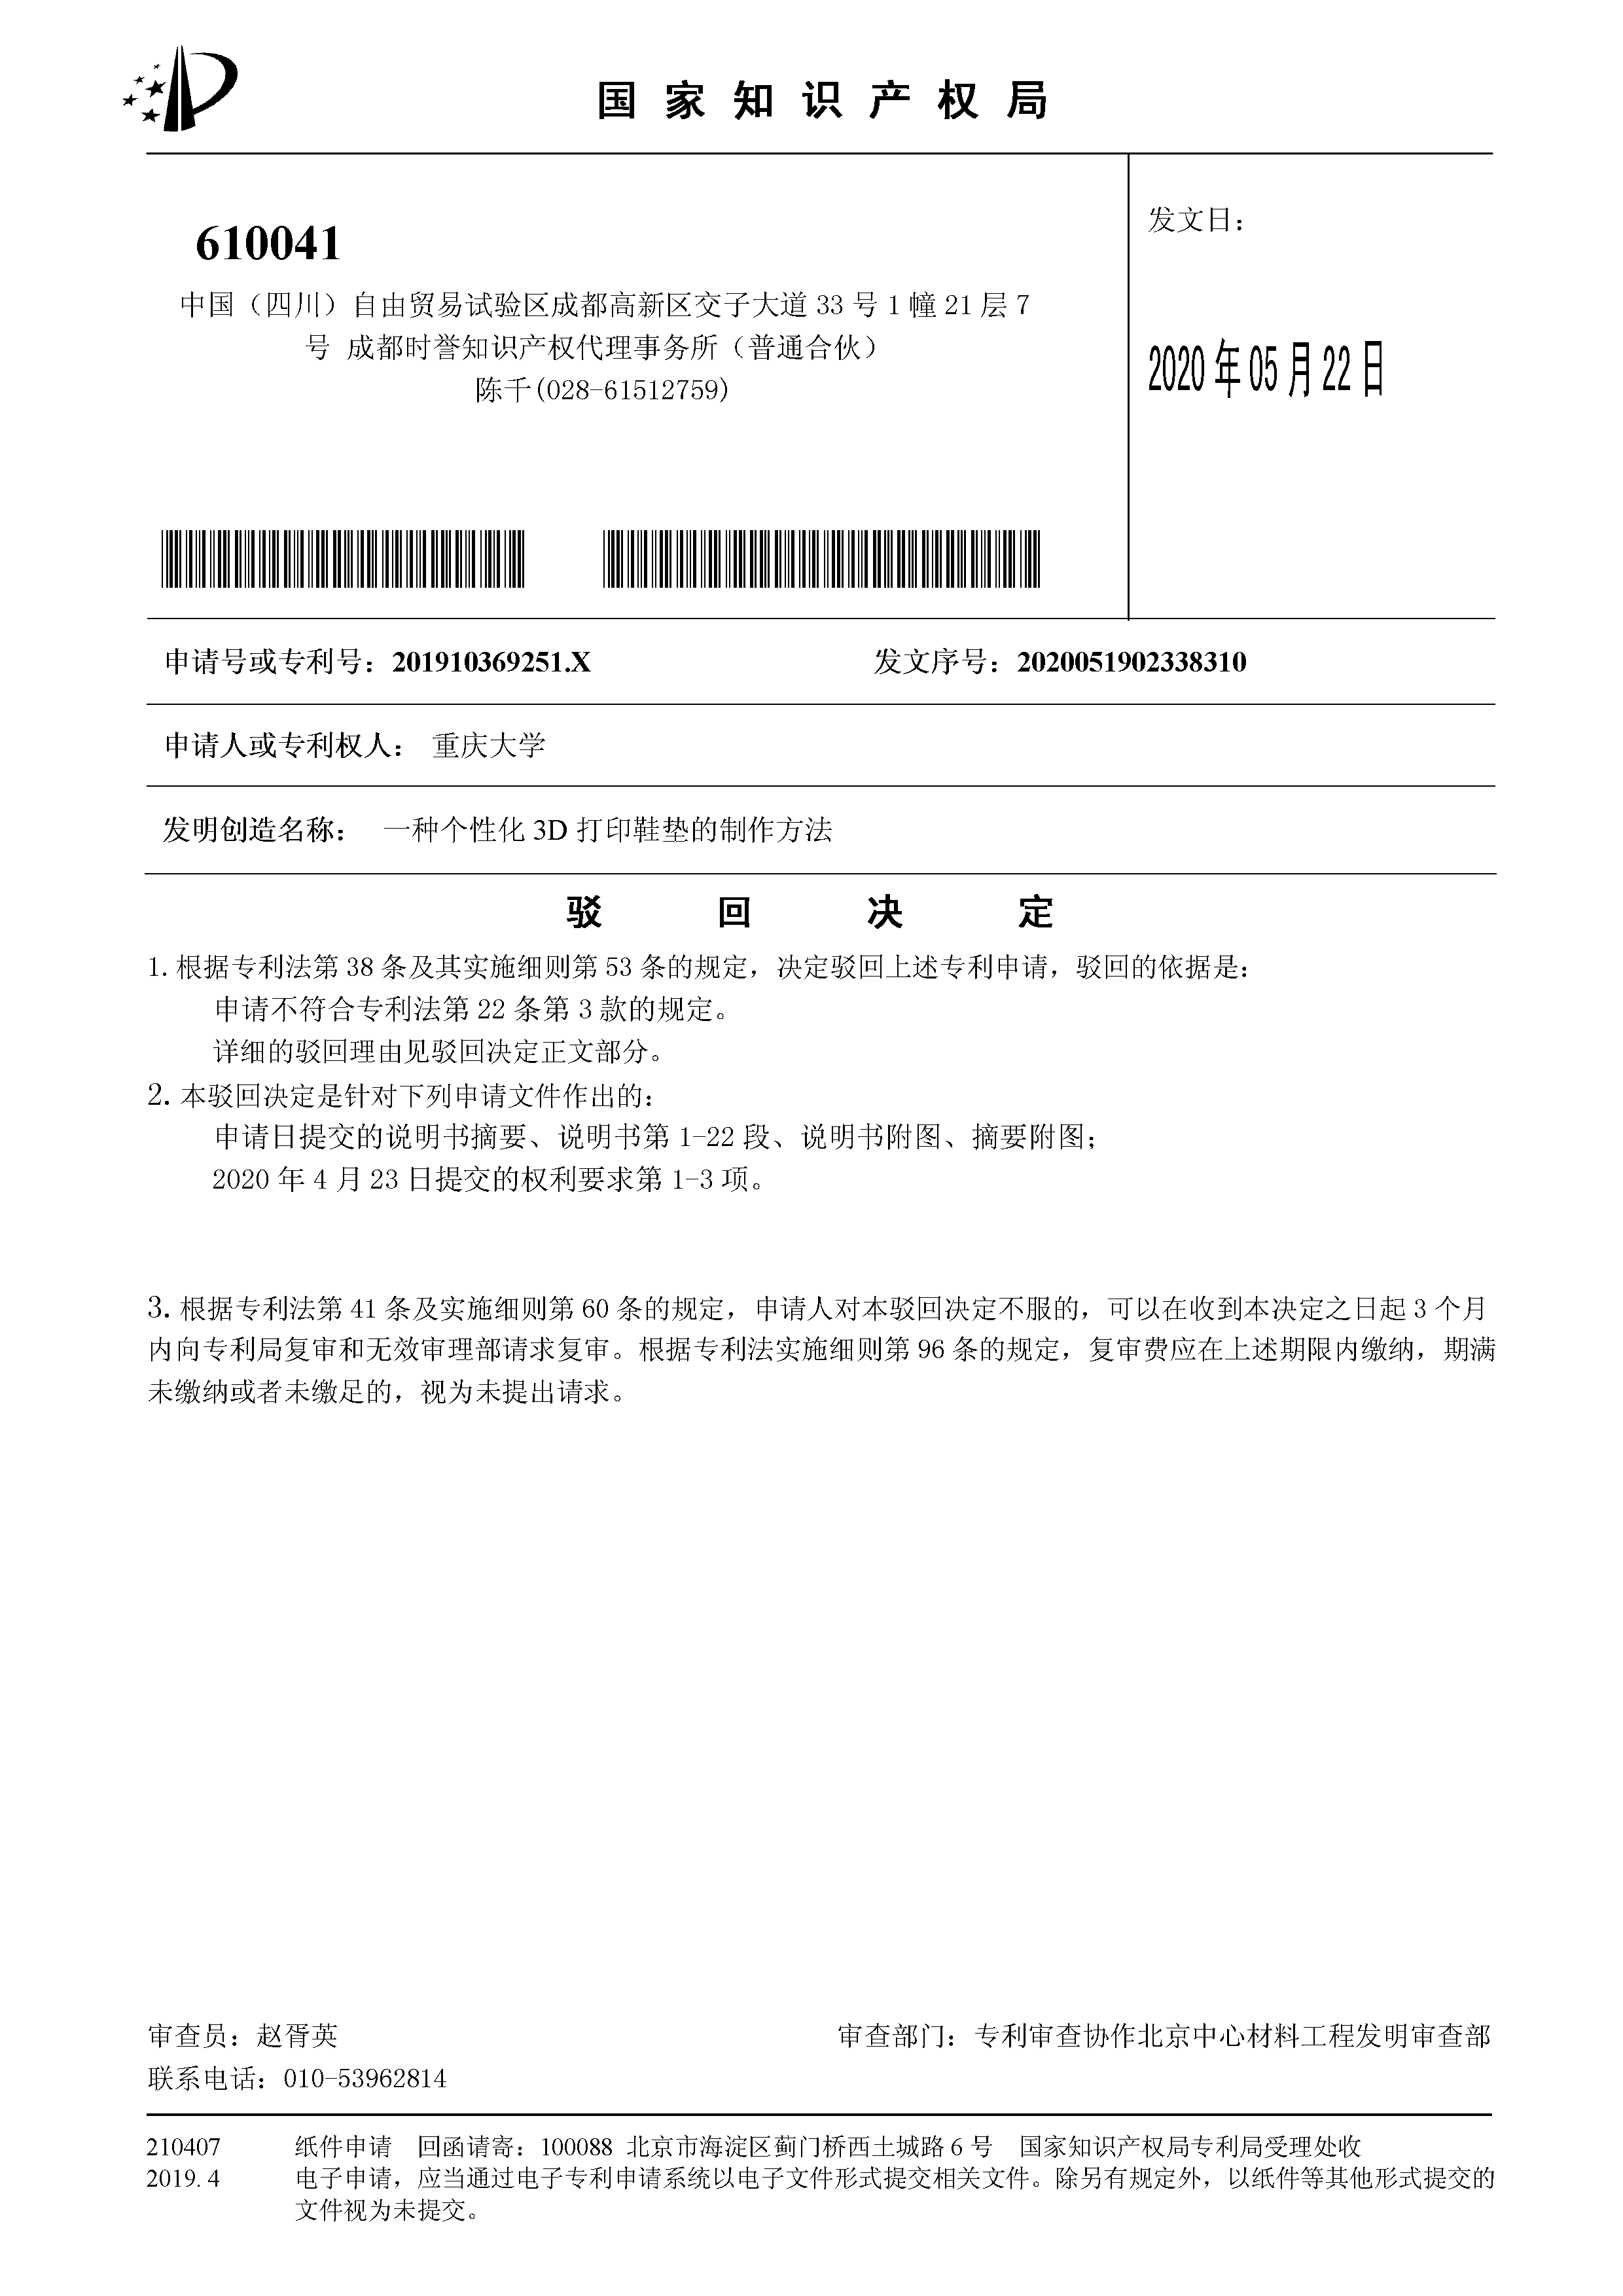 国家知识产权局
610041
中国（四川）自由贸易试验区成都高新区交子大道 33 号 1 幢 21 层 7
号 成都时誉知识产权代理事务所（普通合伙）
陈千(028-61512759)
发文日：
2020 年 05 月 22 日
申请号或专利号：201910369251.X 发文序号：2020051902338310
申请人或专利权人： 重庆大学
发明创造名称： 一种个性化 3D 打印鞋垫的制作方法
驳回决定
1. 根据专利法第 38 条及其实施细则第 53 条的规定，决定驳回上述专利申请，驳回的依据是：
申请不符合专利法第 22 条第 3 款的规定。
详细的驳回理由见驳回决定正文部分。
2. 本驳回决定是针对下列申请文件作出的：
申请日提交的说明书摘要、说明书第 1-22 段、说明书附图、摘要附图；
2020 年 4 月 23 日提交的权利要求第 1-3 项。
3. 根据专利法第 41 条及实施细则第 60 条的规定，申请人对本驳回决定不服的，可以在收到本决定之日起 3 个月
内向专利局复审和无效审理部请求复审。根据专利法实施细则第 96 条的规定，复审费应在上述期限内缴纳，期满
未缴纳或者未缴足的，视为未提出请求。
审查员：赵胥英 审查部门：专利审查协作北京中心材料工程发明审查部
联系电话：010-53962814
210407 纸件申请 回函请寄：100088 北京市海淀区蓟门桥西土城路 6 号 国家知识产权局专利局受理处收
2019.4 电子申请，应当通过电子专利申请系统以电子文件形式提交相关文件。除另有规定外，以纸件等其他形式提交的
文件视为未提交。